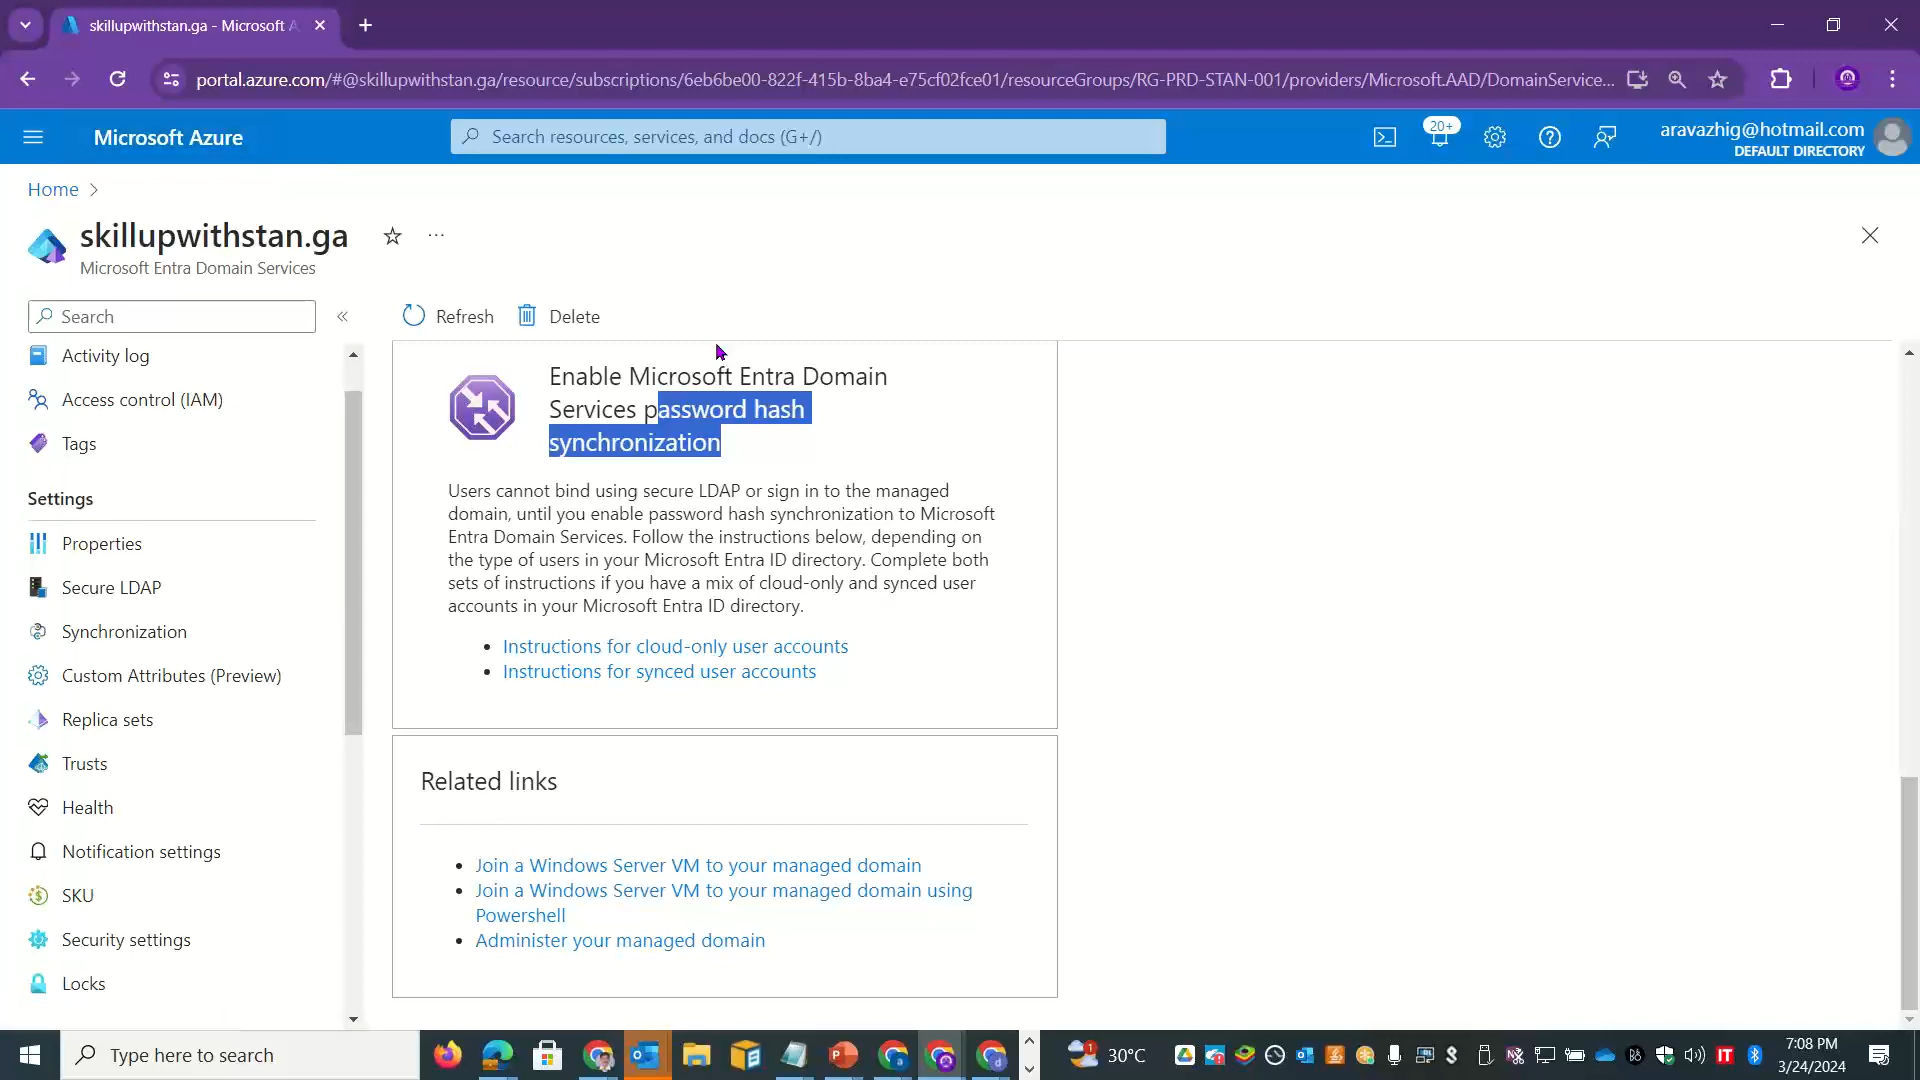 skillupwithstan.ga - Microsoft A
portal.azure.com/#@skillupwithstan.ga/resource/subscriptions/6eb6be00-822f-415b-8ba4-e75cf02fce01/resourceGroups/RG-PRD-STAN-001/providers/Microsoft.AAD/DomainService...
Microsoft Azure
Search resources, services, and docs (G+/)
20+
aravazhig@hotmail.com
DEFAULT DIRECTORY
Home
skillupwithstan.ga
Microsoft Entra Domain Services
Search
Refresh
Delete
Activity log
Access control (IAM)
Tags
Settings
Properties
Secure LDAP
Synchronization
Custom Attributes (Preview)
Replica sets
Trusts
Health
Notification settings
SKU
Security settings
Locks
Enable Microsoft Entra Domain
Services password hash
synchronization
Users cannot bind using secure LDAP or sign in to the managed
domain, until you enable password hash synchronization to Microsoft
Entra Domain Services. Follow the instructions below, depending on
the type of users in your Microsoft Entra ID directory. Complete both
sets of instructions if you have a mix of cloud-only and synced user
accounts in your Microsoft Entra ID directory.
• Instructions for cloud-only user accounts
• Instructions for synced user accounts
Related links
• Join a Windows Server VM to your managed domain
• Join a Windows Server VM to your managed domain using
Powershell
• Administer your managed domain
Type here to search
30°C
7:08 PM
3/24/2024